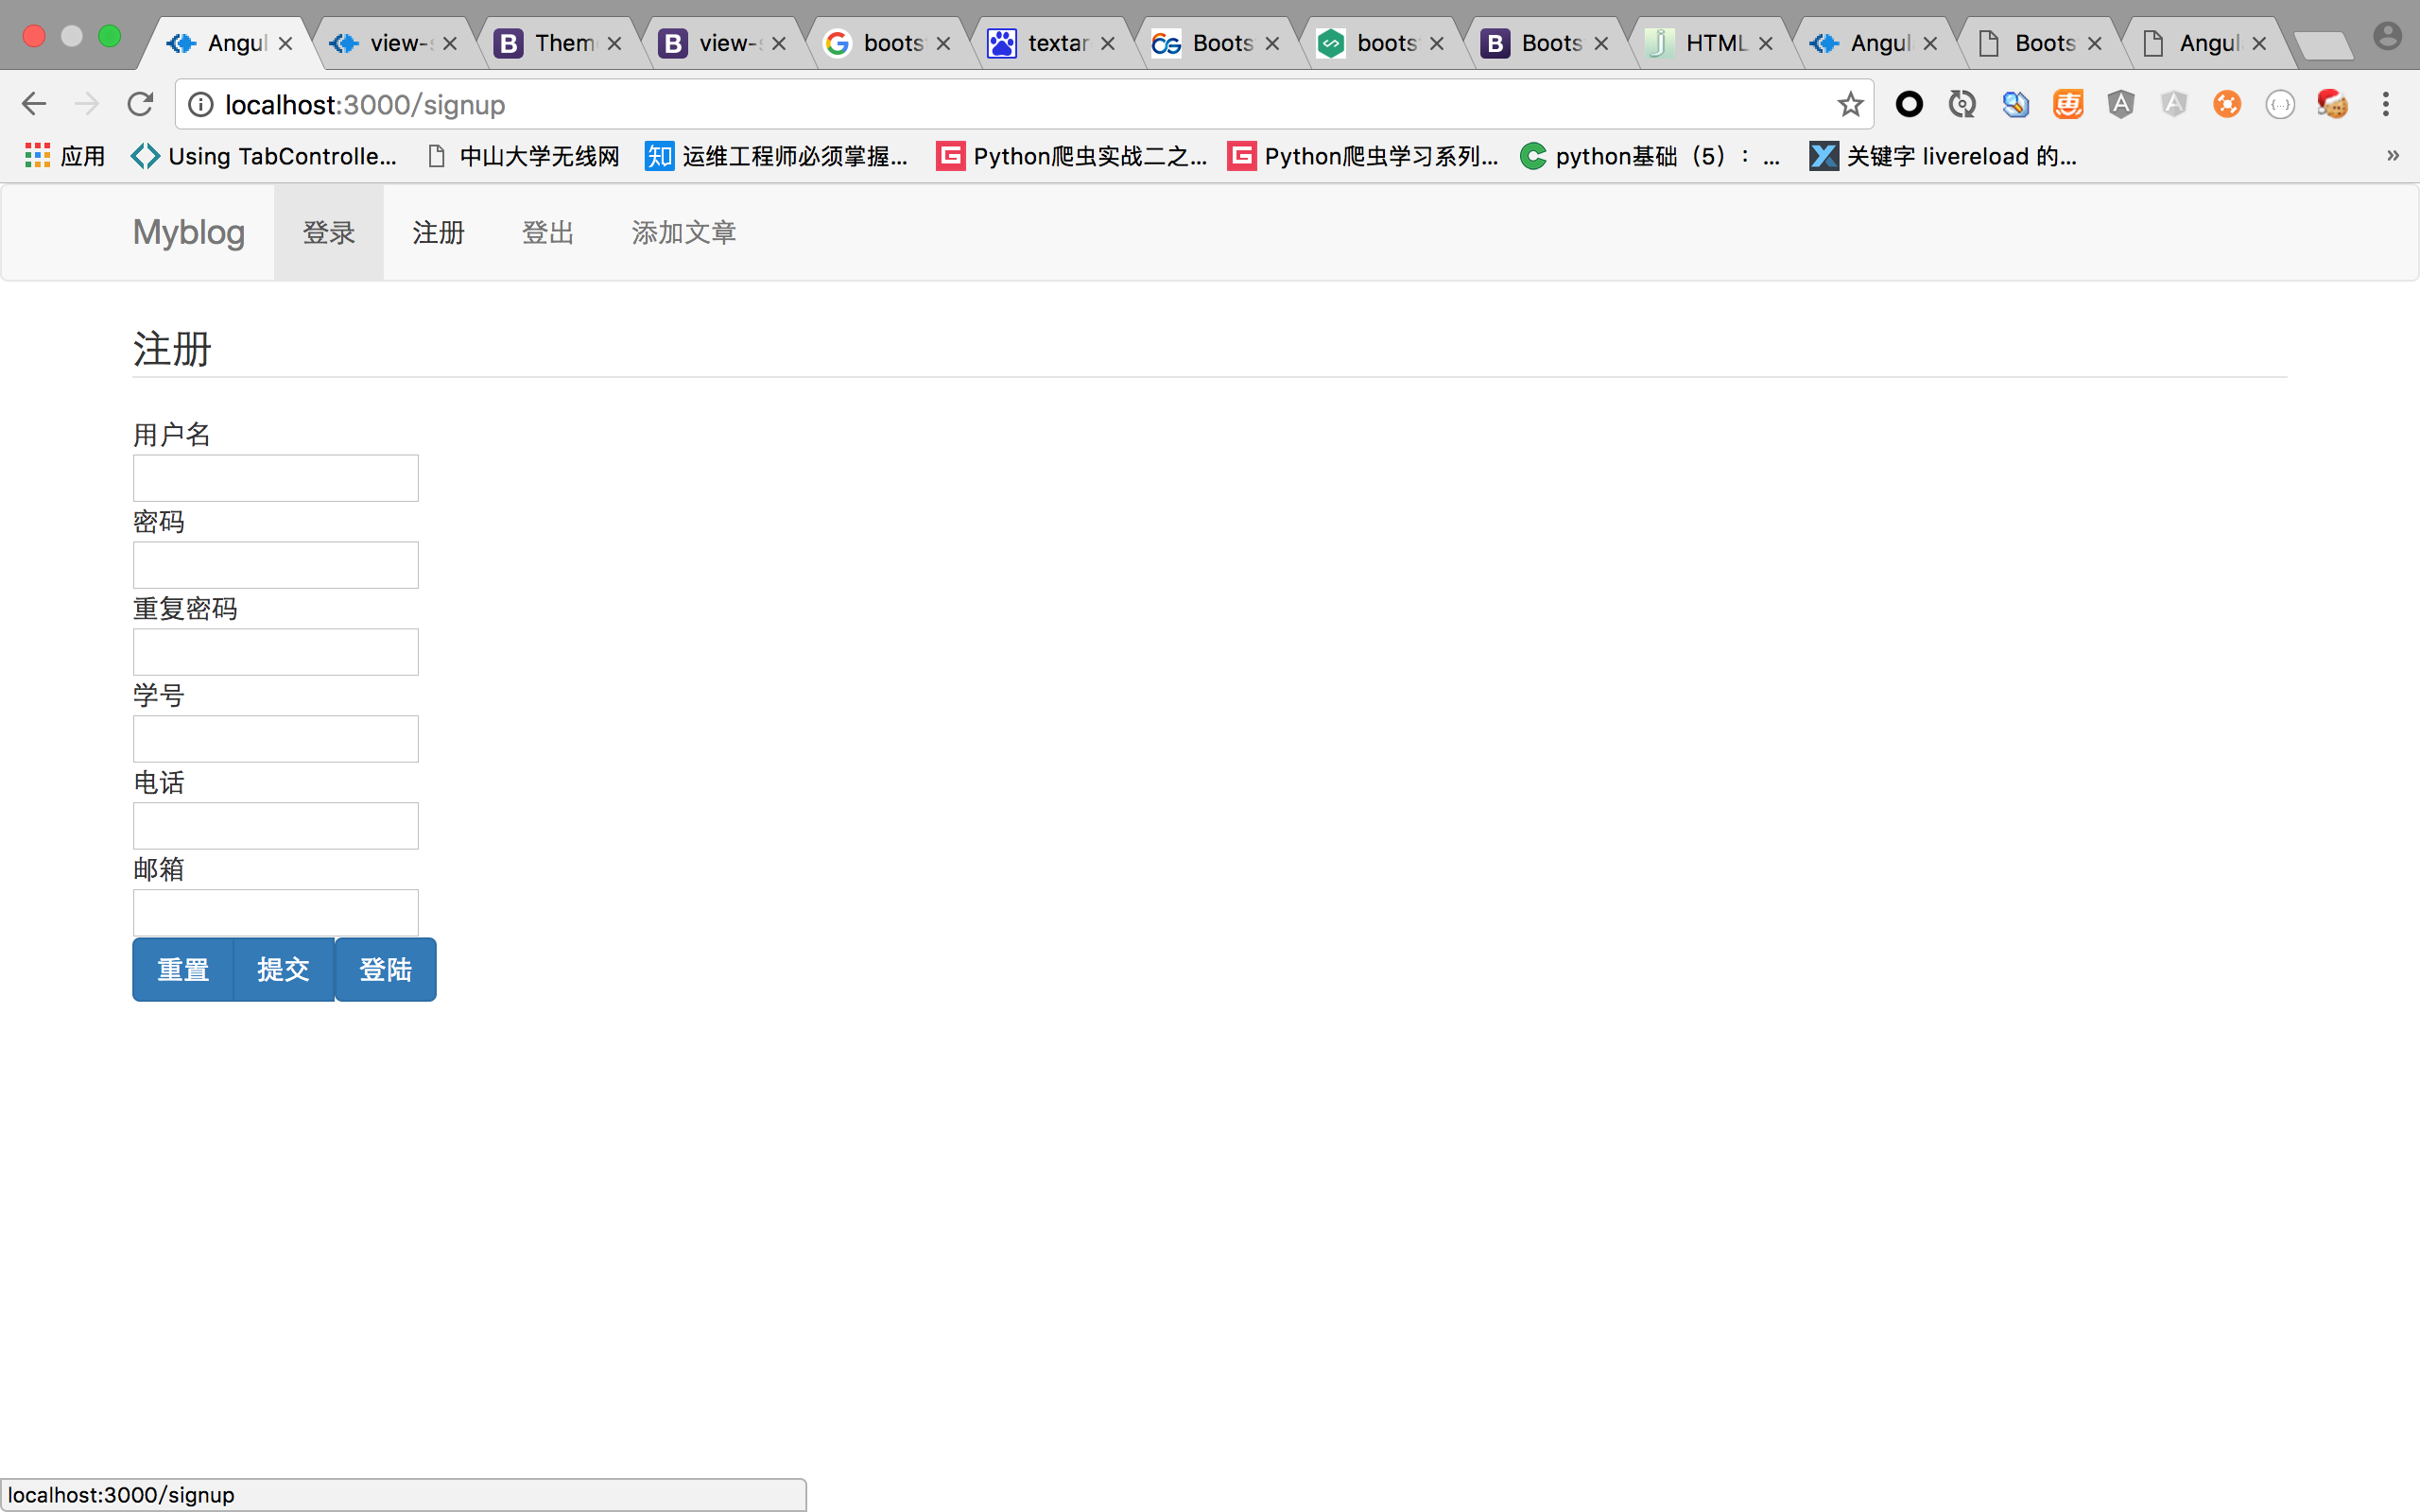 Angul view-s Them view-s boots textar Boots boots Boots HTML Angul Boots Angul
localhost:3000/signup
应用 Using TabControlle... 中山大学无线网 知 运维工程师必须掌握... Python爬虫实战二之... Python爬虫学习系列... python基础（5）：... 关键字 livereload 的... »
Myblog 登录 注册 登出 添加文章
注册
用户名
密码
重复密码
学号
电话
邮箱
重置 提交 登陆
localhost:3000/signup